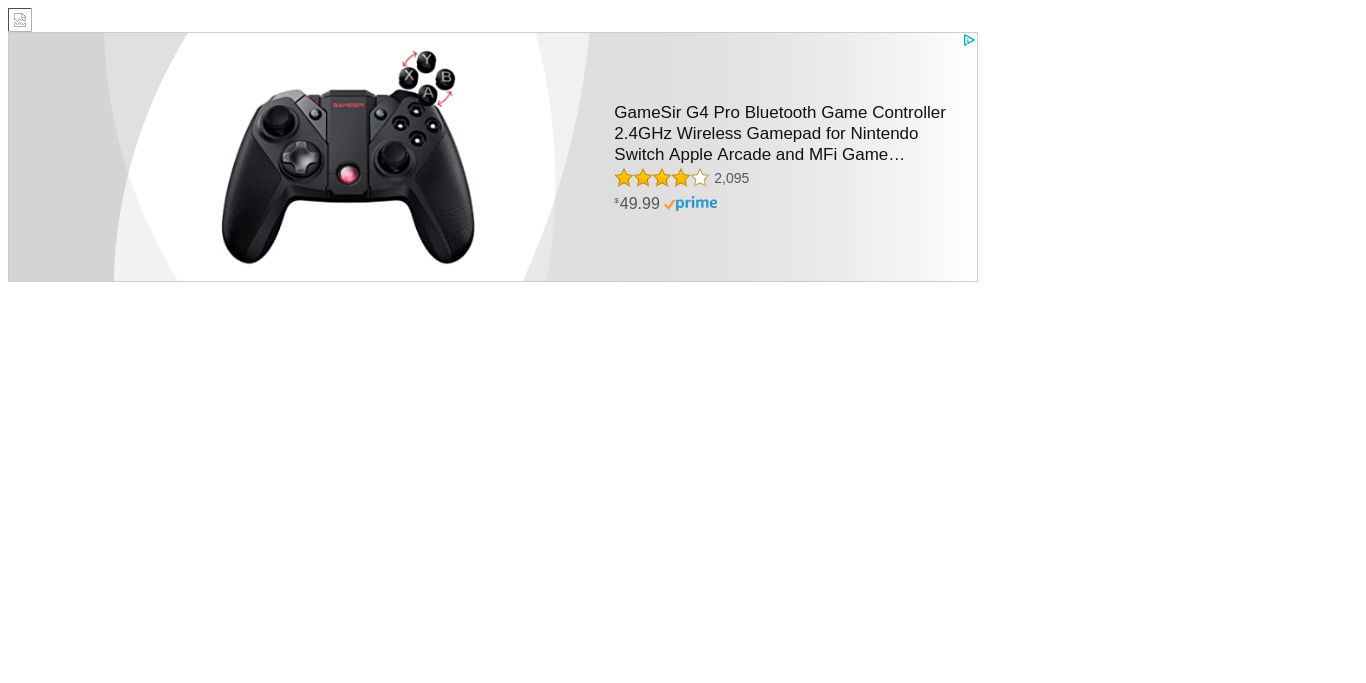 Y
X
B
A
GAMESIR
GameSir G4 Pro Bluetooth Game Controller
2.4GHz Wireless Gamepad for Nintendo
Switch Apple Arcade and MFi Game…
2,095
$49.99 prime